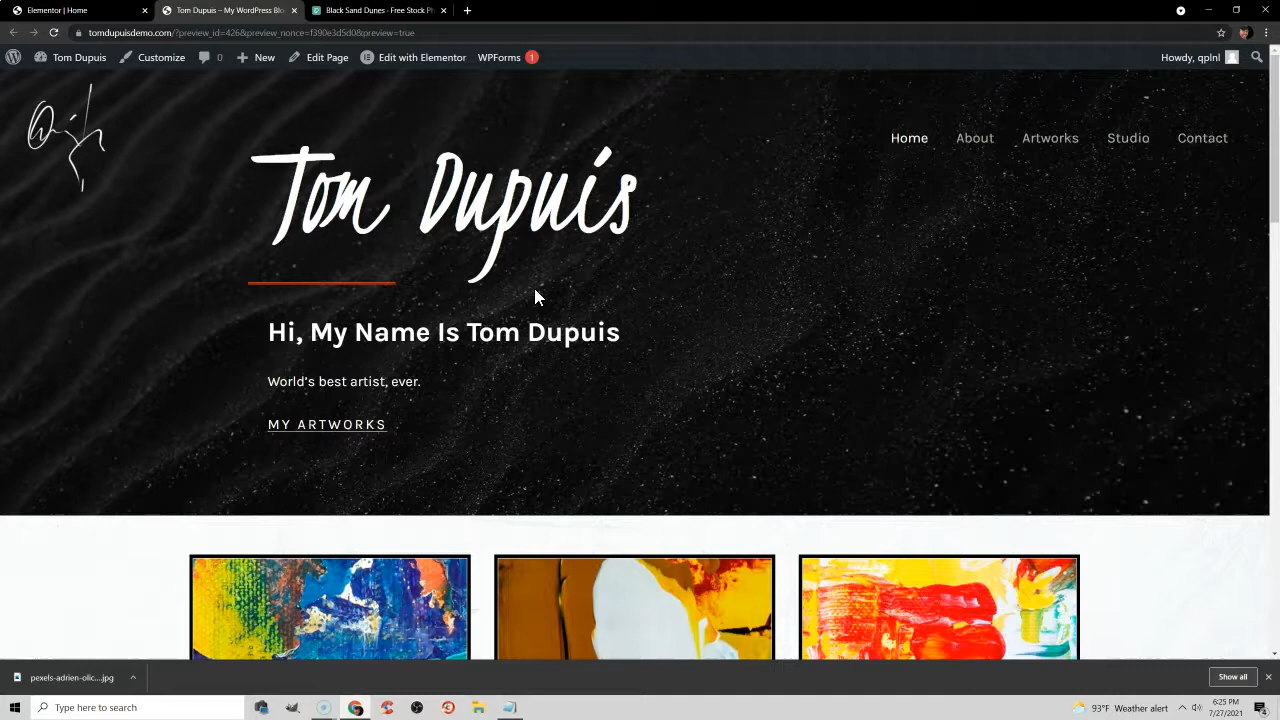 Elementor | Home
Tom Dupuis – My WordPress Blo
Black Sand Dunes · Free Stock Ph
tomdupuisdemo.com/?preview_id=426&preview_nonce=f390e3d5d0&preview=true
Tom Dupuis
Customize
0
New
Edit Page
Edit with Elementor
WPForms 1
Howdy, qplnl
Home
About
Artworks
Studio
Contact
Tom Dupuis
Hi, My Name Is Tom Dupuis
World's best artist, ever.
MY ARTWORKS
pexels-adrien-olic....jpg
Show all
Type here to search
93°F Weather alert
6:25 PM
7/27/2021
4